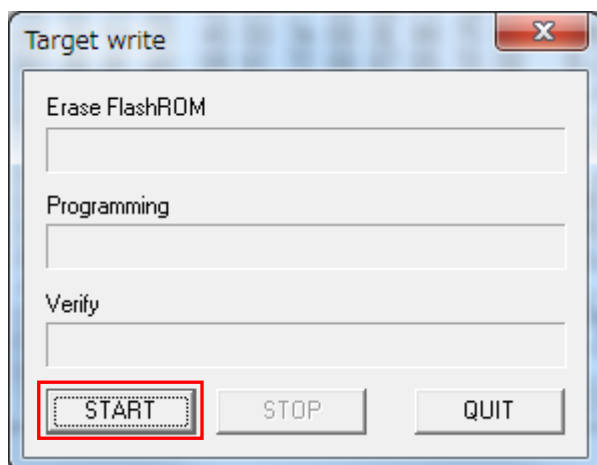 Target write
Erase FlashROM
Programming
Verify
START STOP QUIT